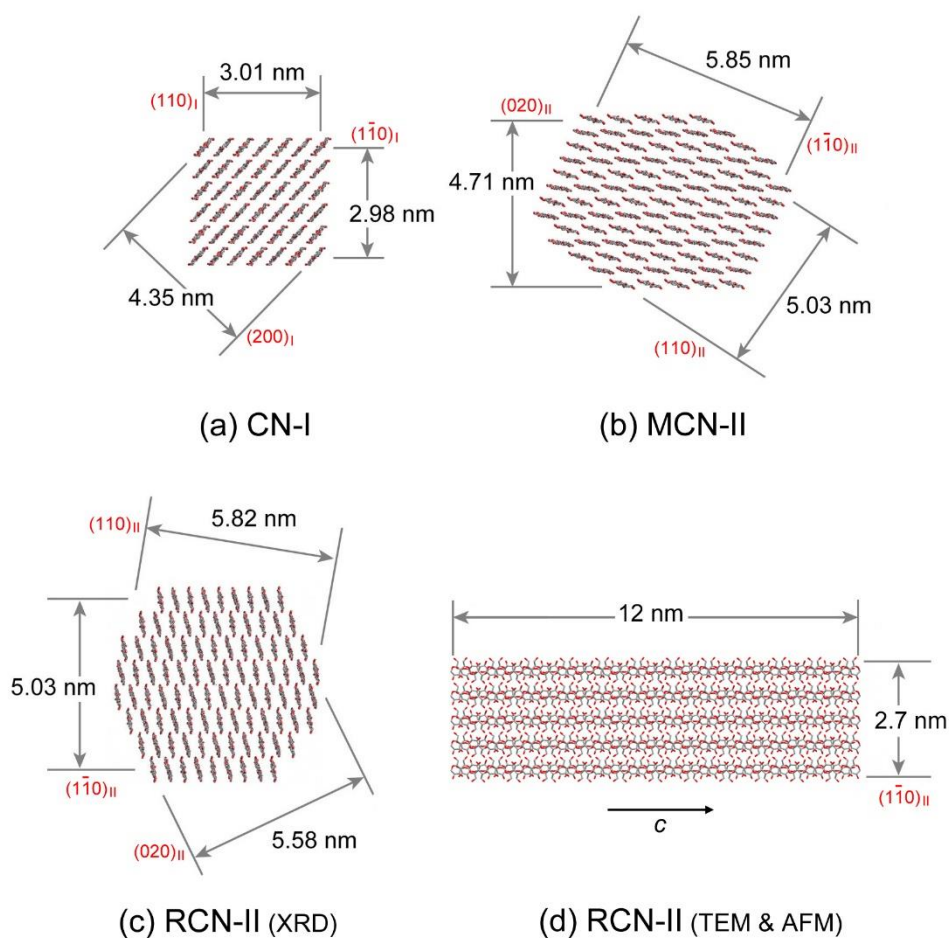 3.01 nm
(110)I
(11̄0)I
2.98 nm
4.35 nm
(200)I
(a) CN-I
5.85 nm
(020)II
(11̄0)II
4.71 nm
5.03 nm
(110)II
(b) MCN-II
5.82 nm
(110)II
5.03 nm
(11̄0)II
(020)II
5.58 nm
(c) RCN-II (XRD)
12 nm
2.7 nm
(11̄0)II
c
(d) RCN-II (TEM & AFM)